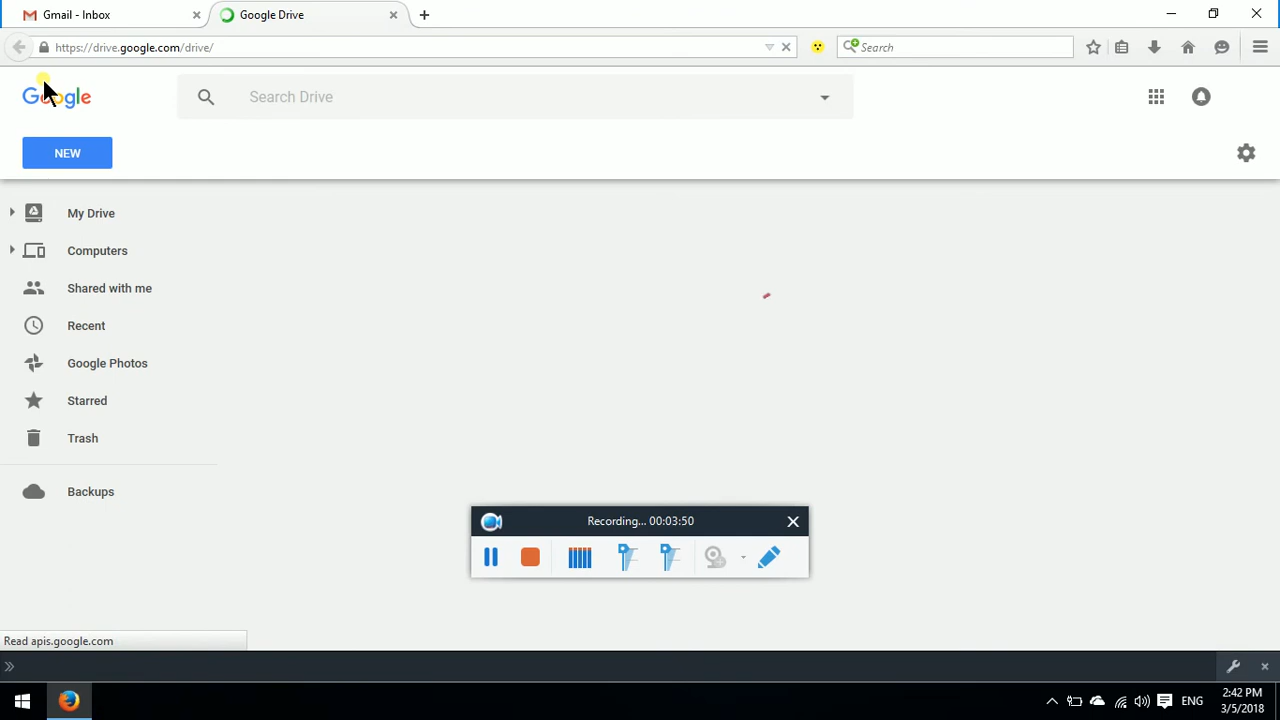 Gmail - Inbox
Google Drive
https://drive.google.com/drive/
Search
Google
Search Drive
NEW
My Drive
Computers
Shared with me
Recent
Google Photos
Starred
Trash
Backups
Recording... 00:03:50
Read apis.google.com
ENG
2:42 PM
3/5/2018